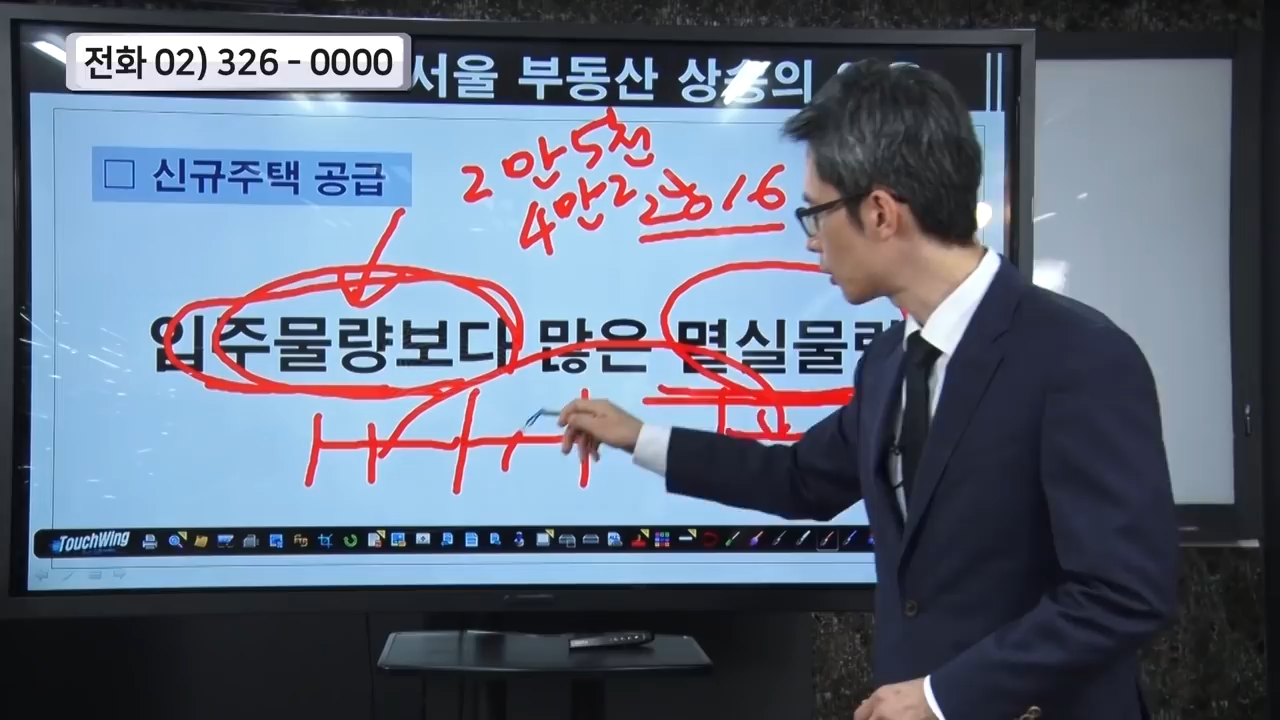 전화 02) 326 - 0000
서울 부동산 상승의
□ 신규주택 공급
2만5천
4만2 2016
입주물량보다 많은 멸실물량
TouchWing